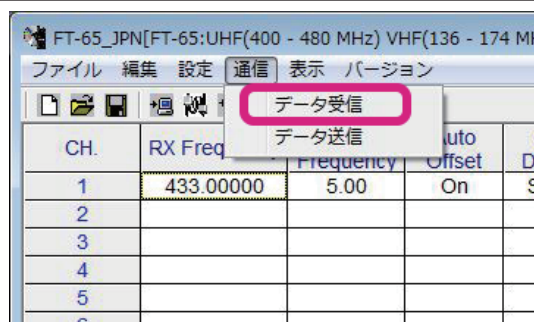 FT-65_JPN[FT-65:UHF(400 - 480 MHz) VHF(136 - 174 M
ファイル 編集 設定 通信 表示 バージョン
データ受信
データ送信
CH. RX Freq Frequency Auto Offset
1 433.00000 5.00 On
2
3
4
5